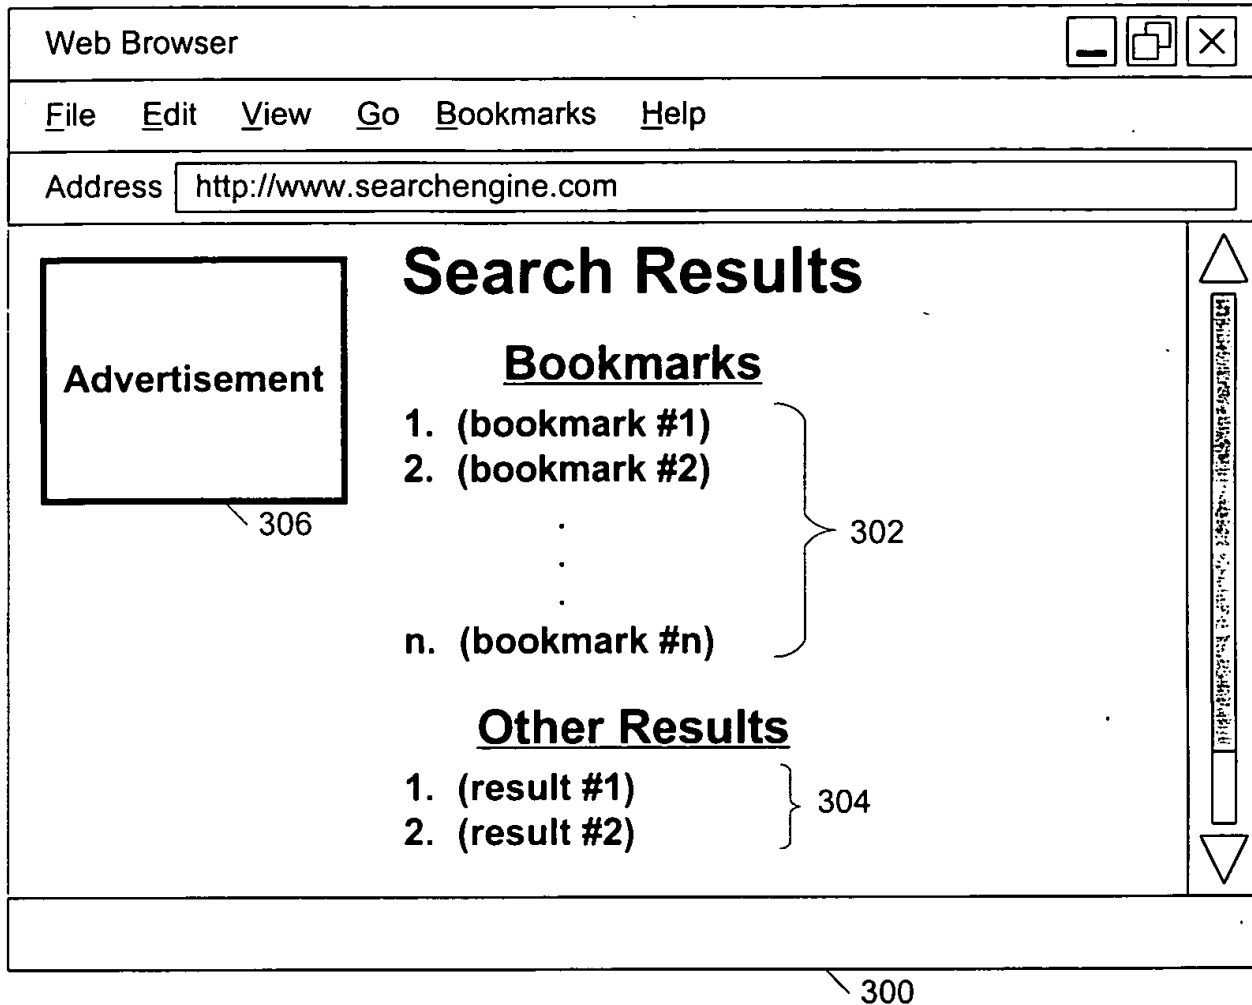 Web Browser
File Edit View Go Bookmarks Help
Address http://www.searchengine.com
Search Results
Advertisement
306
Bookmarks
1. (bookmark #1)
2. (bookmark #2)
.
.
.
n. (bookmark #n)
302
Other Results
1. (result #1)
2. (result #2)
304
300